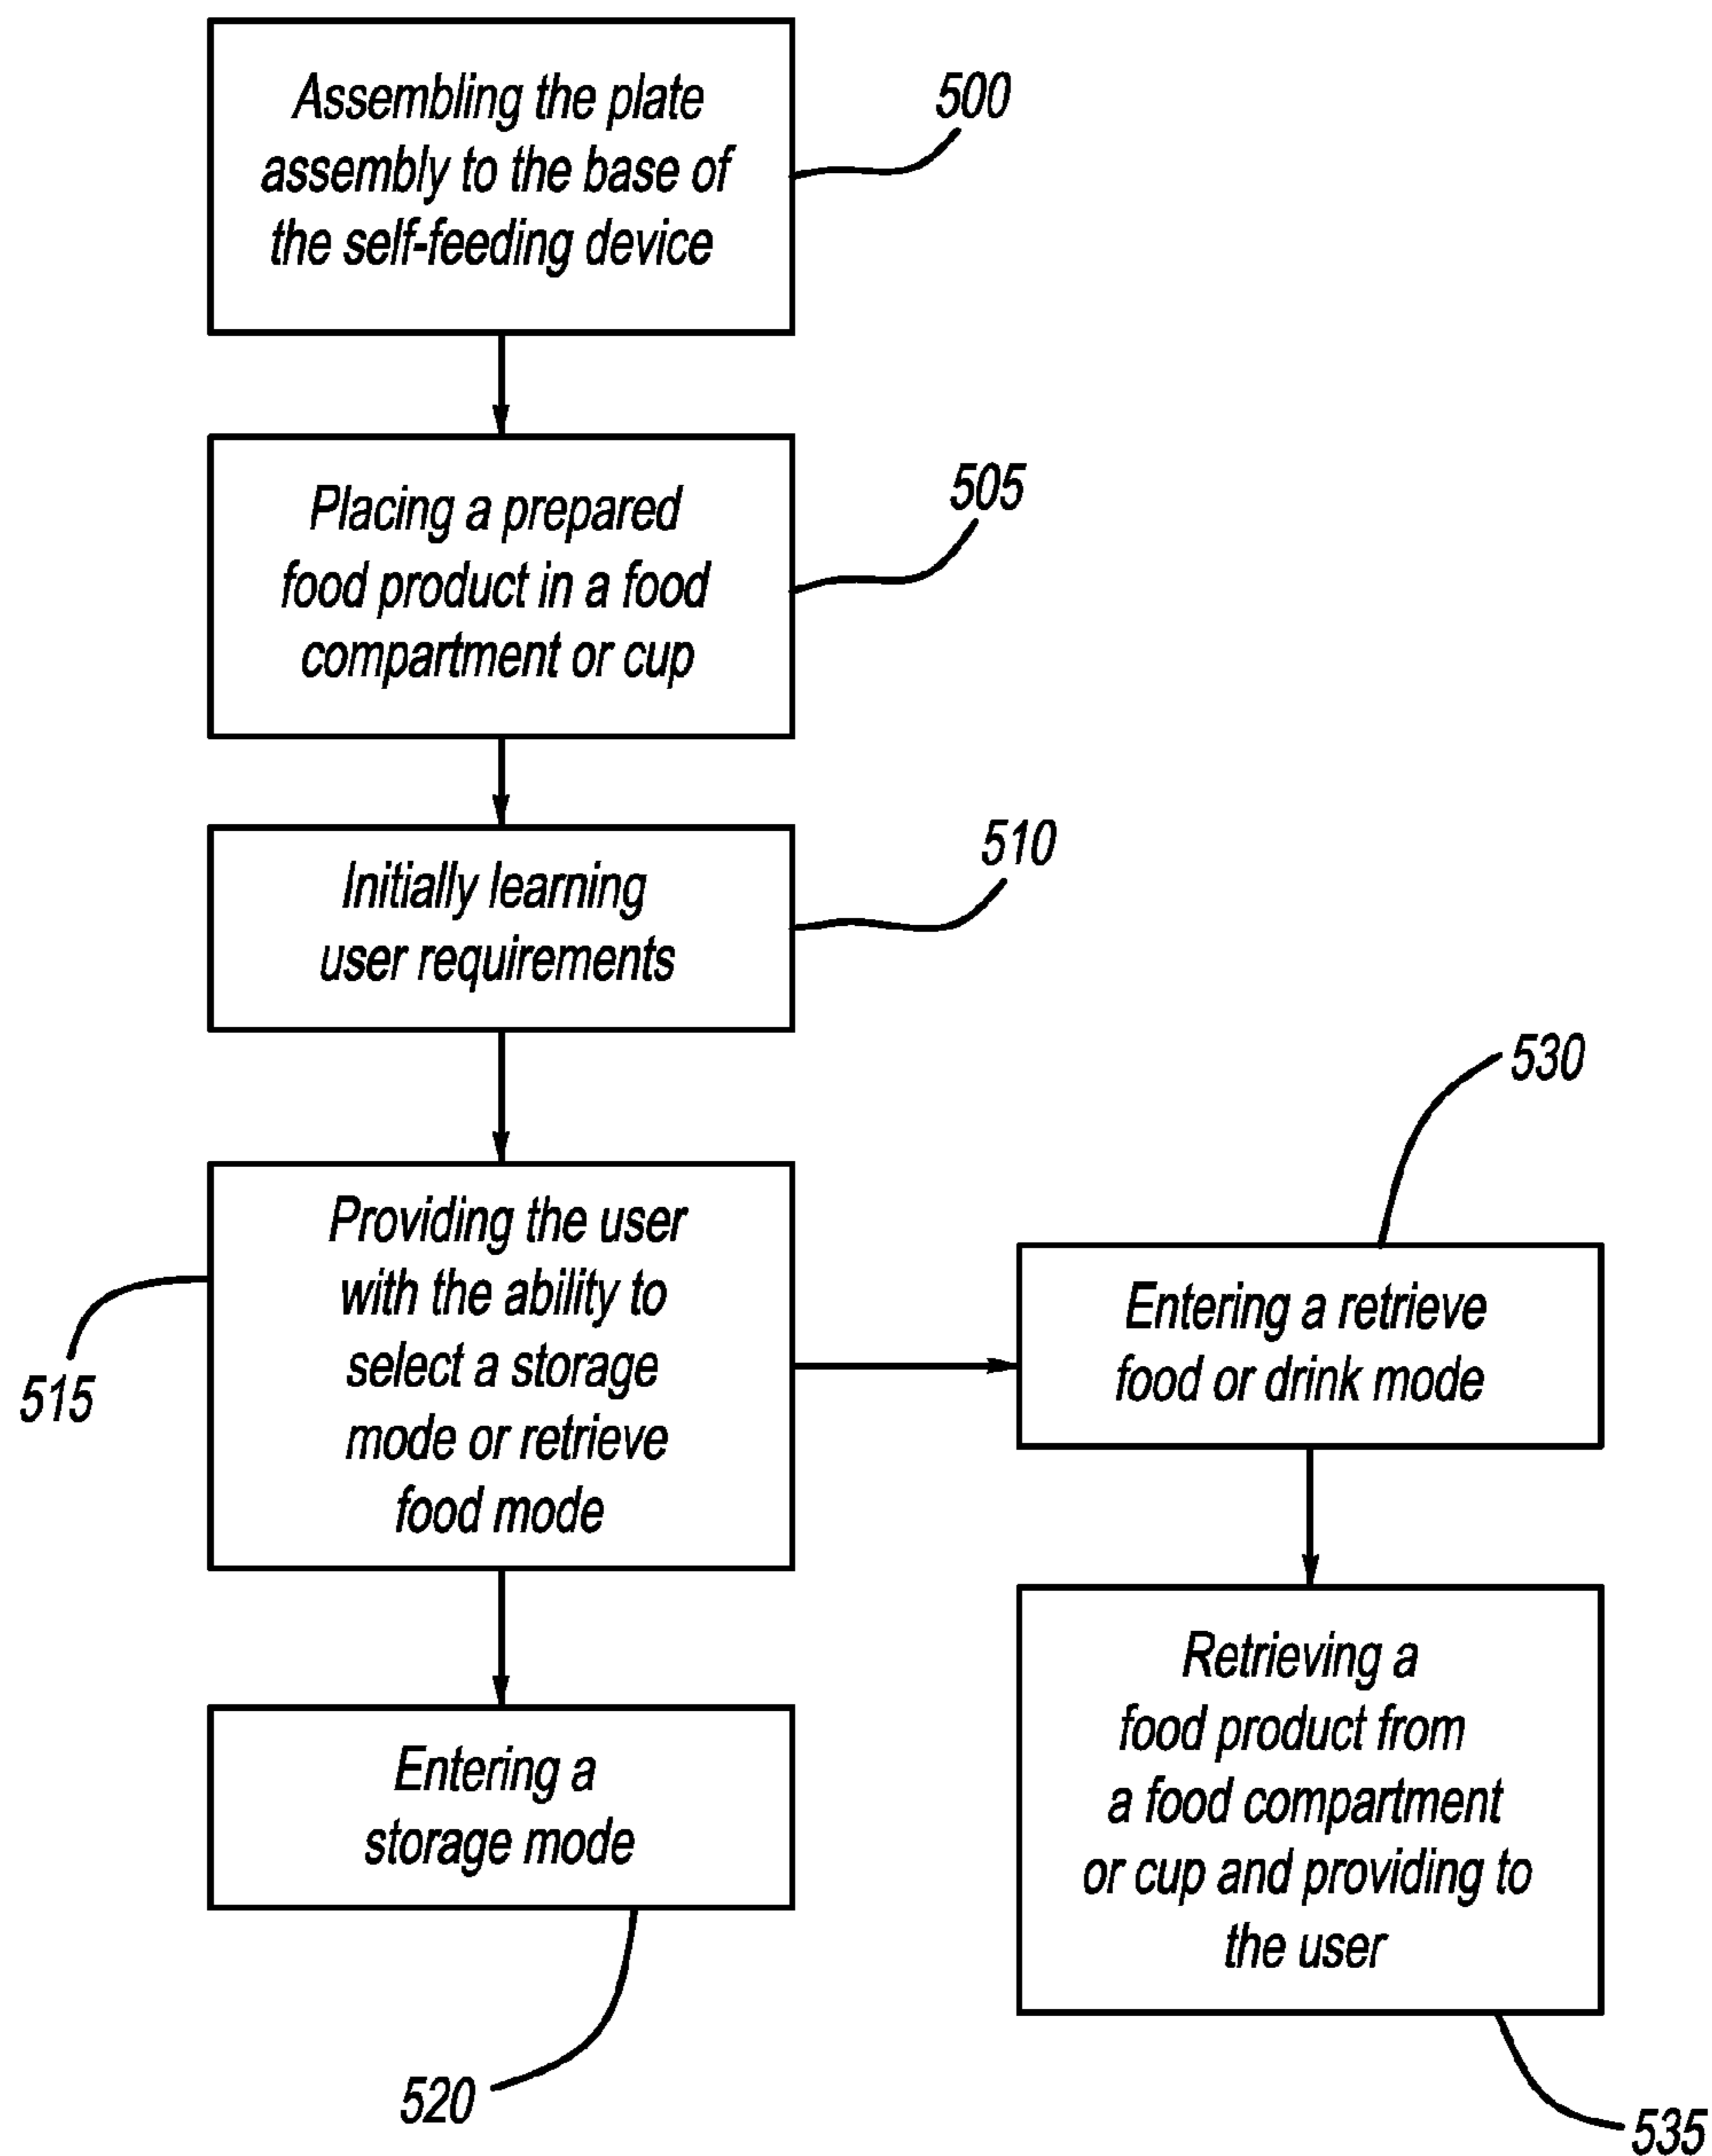 Assembling the plate
assembly to the base of
the self-feeding device
500
Placing a prepared
food product in a food
compartment or cup
505
Initially learning
user requirements
510
Providing the user
with the ability to
select a storage
mode or retrieve
food mode
515
Entering a
storage mode
520
530
Entering a retrieve
food or drink mode
Retrieving a
food product from
a food compartment
or cup and providing to
the user
535